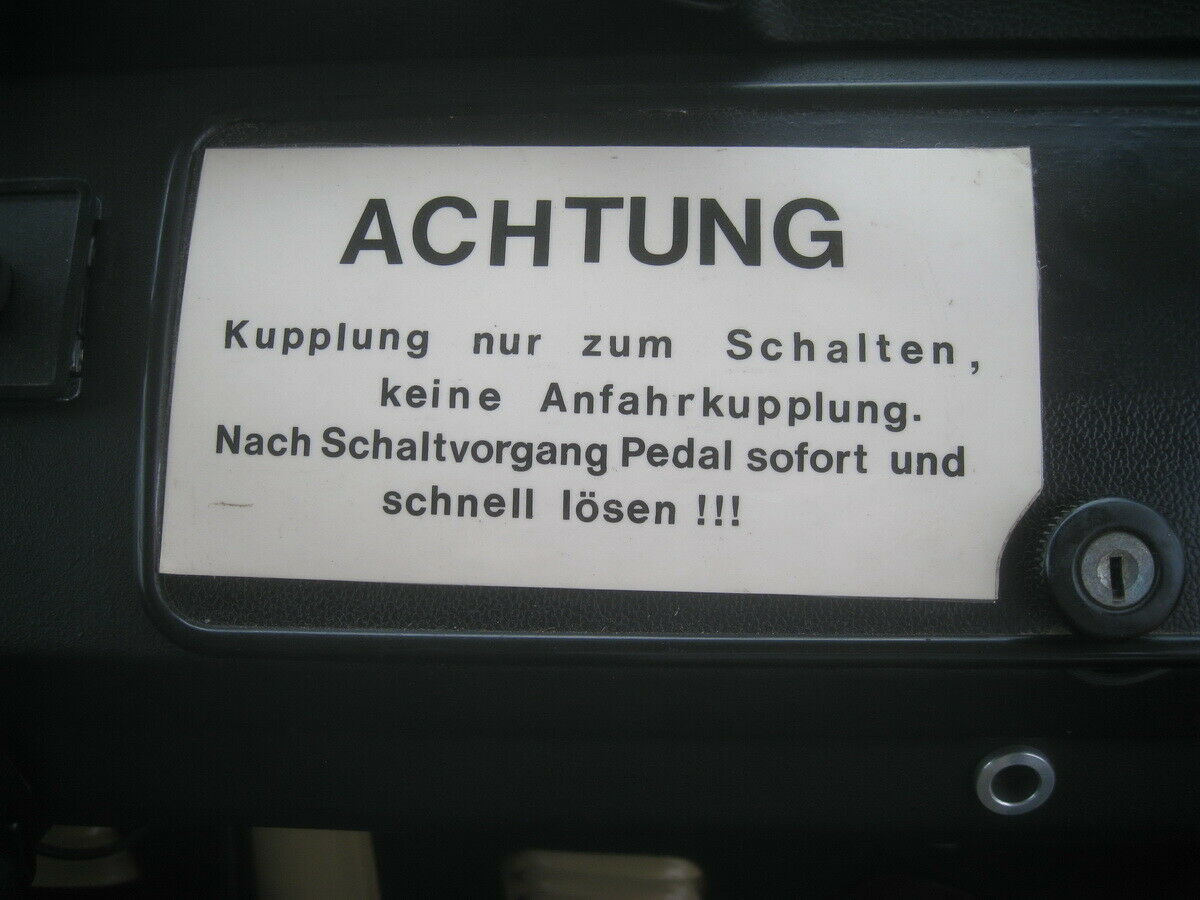 ACHTUNG
Kupplung nur zum Schalten,
keine Anfahrkupplung.
Nach Schaltvorgang Pedal sofort und
schnell lösen !!!